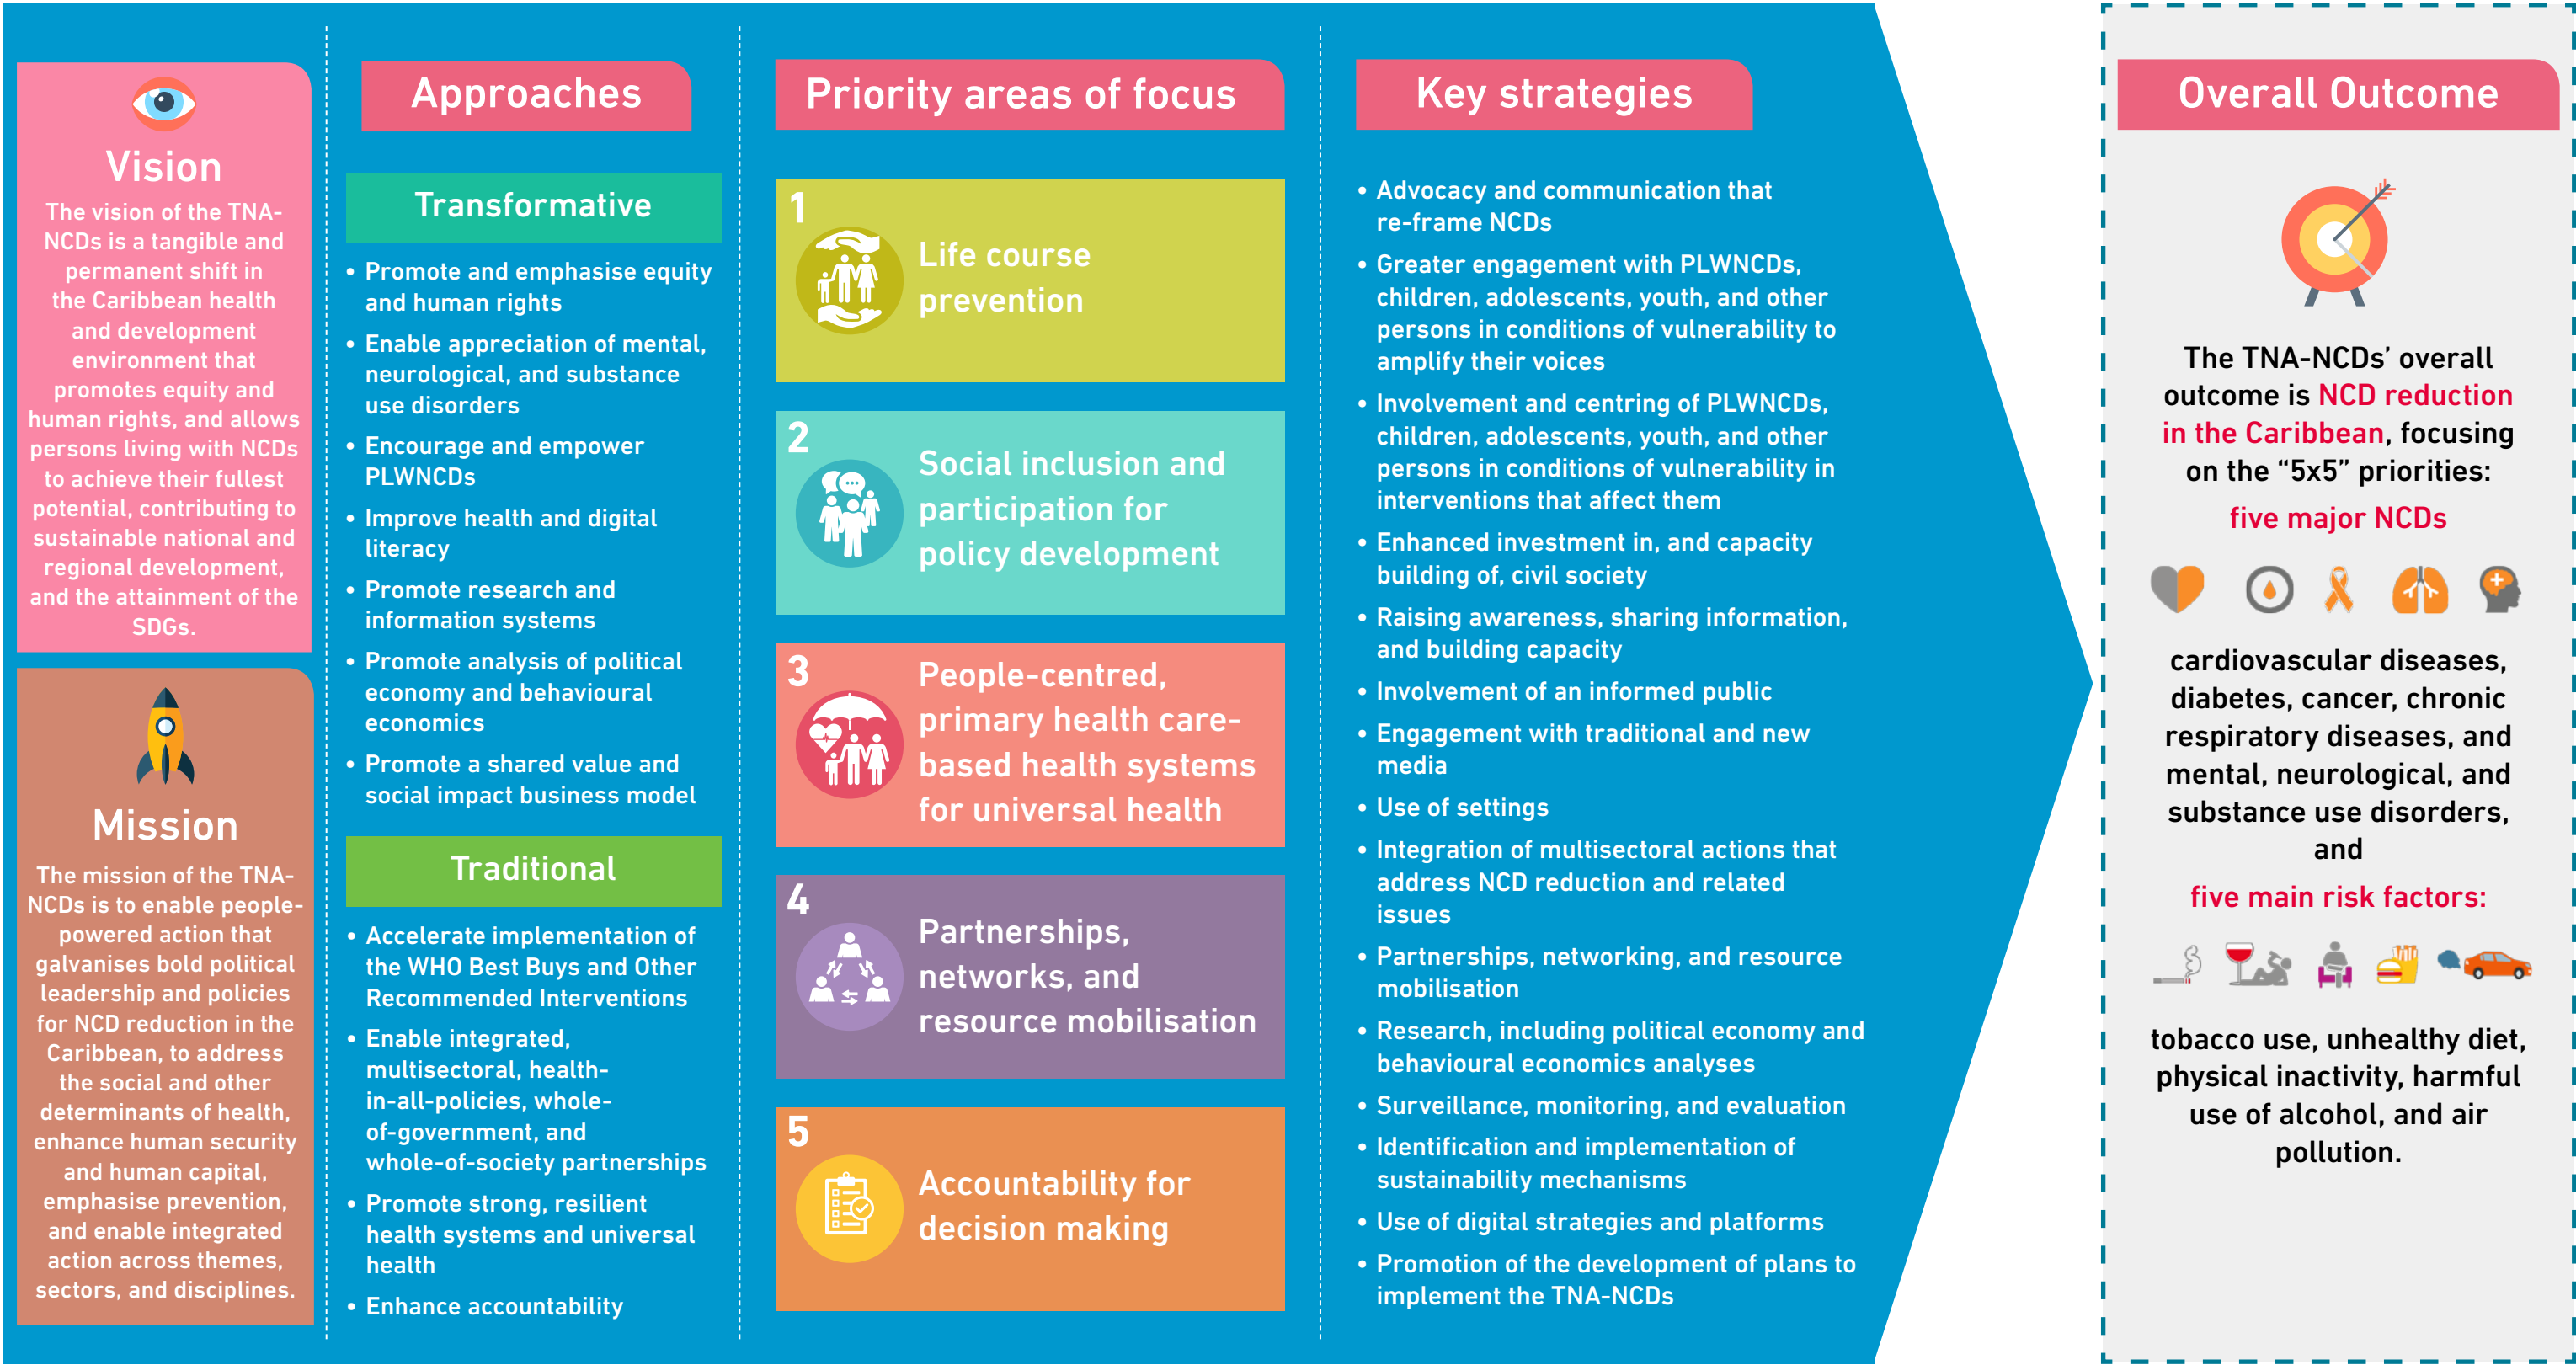 Vision
The vision of the TNA-
NCDs is a tangible and
permanent shift in
the Caribbean health
and development
environment that
promotes equity and
human rights, and allows
persons living with NCDs
to achieve their fullest
potential, contributing to
sustainable national and
regional development,
and the attainment of the
SDGs.
Mission
The mission of the TNA-
NCDs is to enable people-
powered action that
galvanises bold political
leadership and policies
for NCD reduction in the
Caribbean, to address
the social and other
determinants of health,
enhance human security
and human capital,
emphasise prevention,
and enable integrated
action across themes,
sectors, and disciplines.
Approaches
Transformative
• Promote and emphasise equity
and human rights
• Enable appreciation of mental,
neurological, and substance
use disorders
• Encourage and empower
PLWNCDs
• Improve health and digital
literacy
• Promote research and
information systems
• Promote analysis of political
economy and behavioural
economics
• Promote a shared value and
social impact business model
Traditional
• Accelerate implementation of
the WHO Best Buys and Other
Recommended Interventions
• Enable integrated,
multisectoral, health-
in-all-policies, whole-
of-government, and
whole-of-society partnerships
• Promote strong, resilient
health systems and universal
health
• Enhance accountability
Priority areas of focus
1
Life course
prevention
2
Social inclusion and
participation for
policy development
3
People-centred,
primary health care-
based health systems
for universal health
4
Partnerships,
networks, and
resource mobilisation
5
Accountability for
decision making
Key strategies
• Advocacy and communication that
re-frame NCDs
• Greater engagement with PLWNCDs,
children, adolescents, youth, and other
persons in conditions of vulnerability to
amplify their voices
• Involvement and centring of PLWNCDs,
children, adolescents, youth, and other
persons in conditions of vulnerability in
interventions that affect them
• Enhanced investment in, and capacity
building of, civil society
• Raising awareness, sharing information,
and building capacity
• Involvement of an informed public
• Engagement with traditional and new
media
• Use of settings
• Integration of multisectoral actions that
address NCD reduction and related
issues
• Partnerships, networking, and resource
mobilisation
• Research, including political economy and
behavioural economics analyses
• Surveillance, monitoring, and evaluation
• Identification and implementation of
sustainability mechanisms
• Use of digital strategies and platforms
• Promotion of the development of plans to
implement the TNA-NCDs
Overall Outcome
The TNA-NCDs’ overall
outcome is NCD reduction
in the Caribbean, focusing
on the “5x5” priorities:
five major NCDs
cardiovascular diseases,
diabetes, cancer, chronic
respiratory diseases, and
mental, neurological, and
substance use disorders,
and
five main risk factors:
tobacco use, unhealthy diet,
physical inactivity, harmful
use of alcohol, and air
pollution.